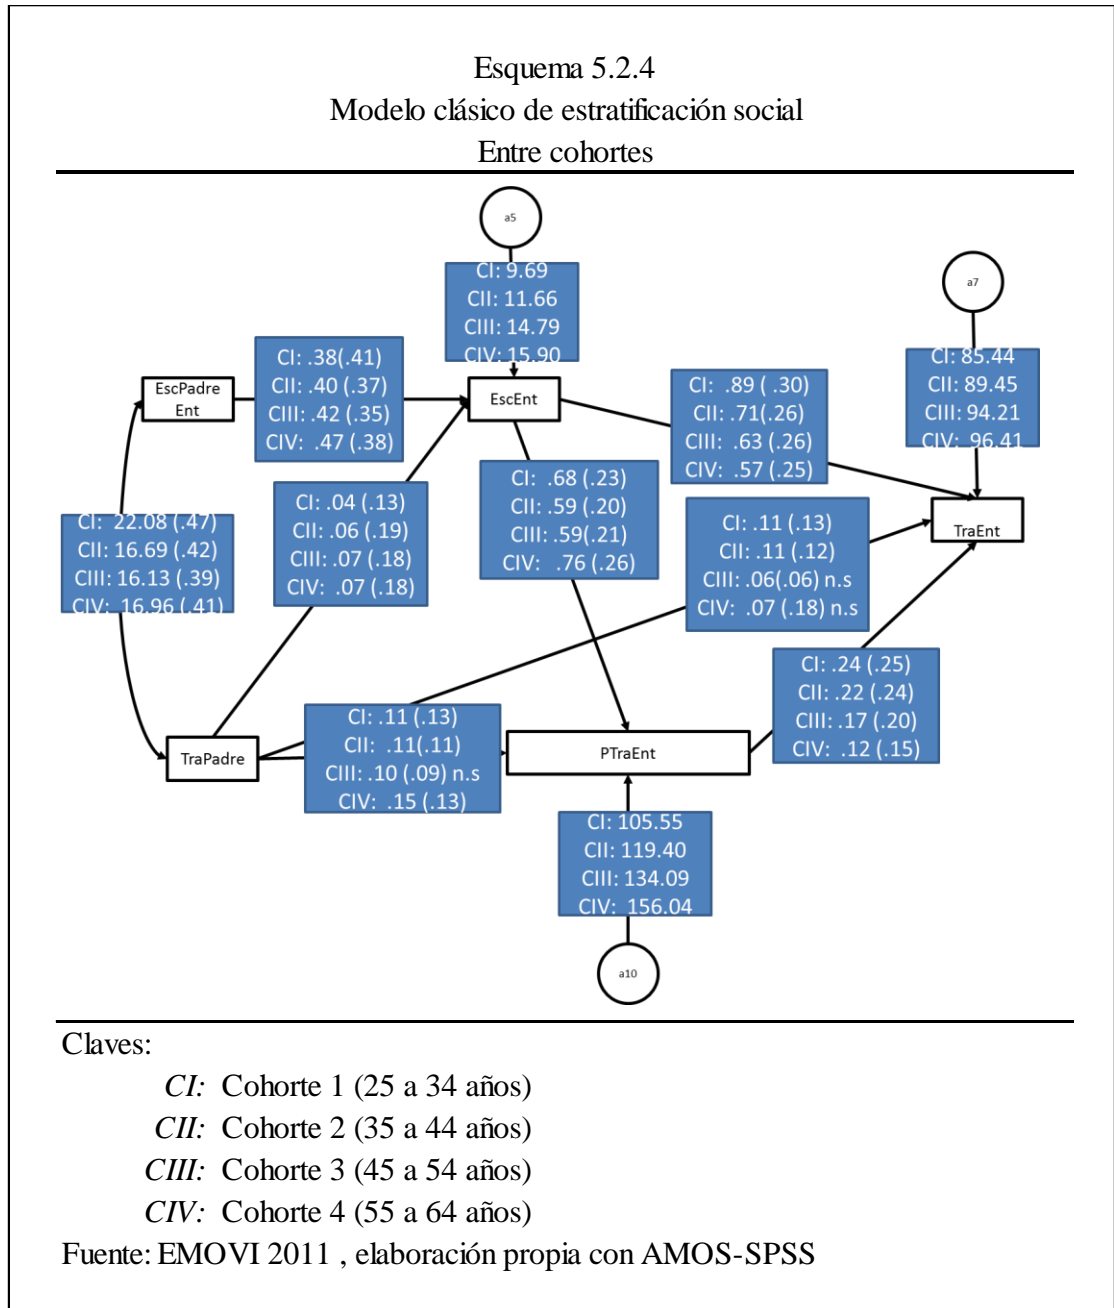 Esquema 5.2.4
Modelo clásico de estratificación social
Entre cohortes
a5
CI: 9.69
CII: 11.66
CIII: 14.79
CIV: 15.90
a7
CI: 85.44
CII: 89.45
CIII: 94.21
CIV: 96.41
EscPadre
Ent
CI: .38(.41)
CII: .40 (.37)
CIII: .42 (.35)
CIV: .47 (.38)
EscEnt
CI: .89 ( .30)
CII: .71(.26)
CIII: .63 (.26)
CIV: .57 (.25)
CI: 22.08 (.47)
CII: 16.69 (.42)
CIII: 16.13 (.39)
CIV: 16.96 (.41)
CI: .04 (.13)
CII: .06 (.19)
CIII: .07 (.18)
CIV: .07 (.18)
CI: .68 (.23)
CII: .59 (.20)
CIII: .59(.21)
CIV: .76 (.26)
CI: .11 (.13)
CII: .11 (.12)
CIII: .06(.06) n.s
CIV: .07 (.18) n.s
TraEnt
TraPadre
CI: .11 (.13)
CII: .11(.11)
CIII: .10 (.09) n.s
CIV: .15 (.13)
PTraEnt
CI: .24 (.25)
CII: .22 (.24)
CIII: .17 (.20)
CIV: .12 (.15)
CI: 105.55
CII: 119.40
CIII: 134.09
CIV: 156.04
a10
Claves:
CI: Cohorte 1 (25 a 34 años)
CII: Cohorte 2 (35 a 44 años)
CIII: Cohorte 3 (45 a 54 años)
CIV: Cohorte 4 (55 a 64 años)
Fuente: EMOVI 2011 , elaboración propia con AMOS-SPSS